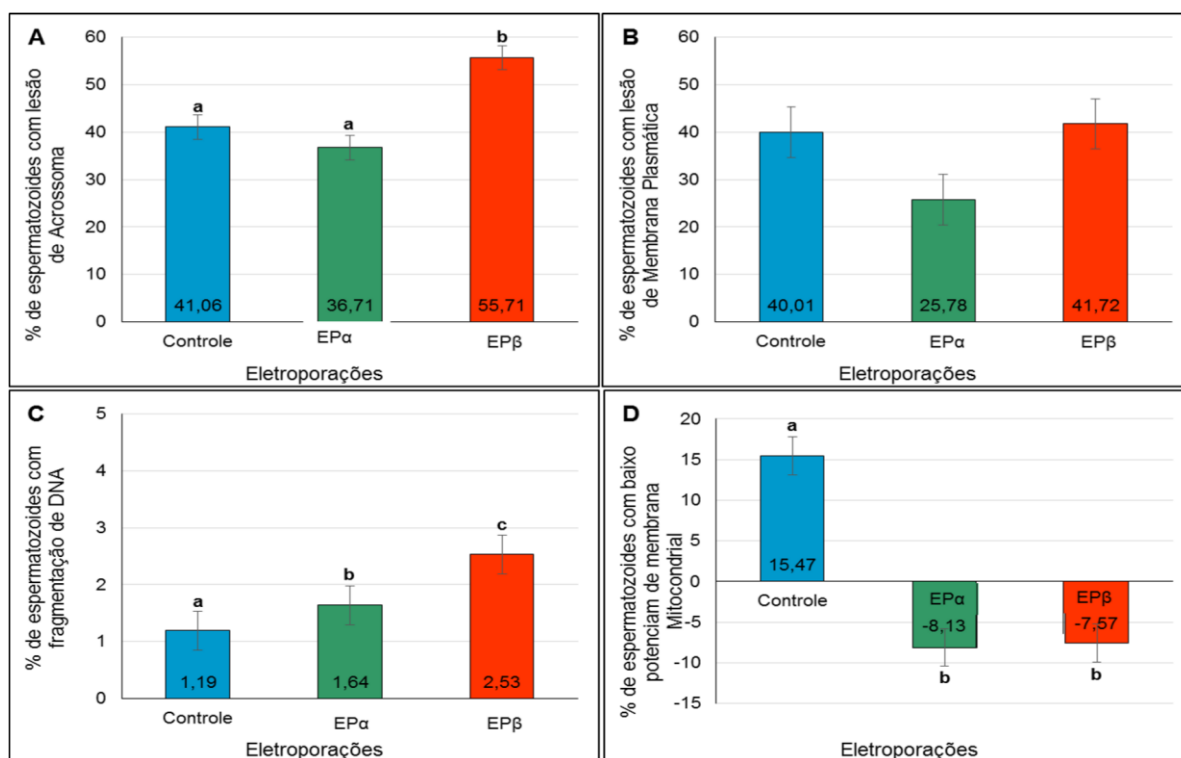 A
% de espermatozoides com lesão
de Acrossoma
60
50
40
30
20
10
0
a
a
b
41,06
36,71
55,71
Controle
EPα
EPβ
Eletroporações
B
% de espermatozoides com lesão
de Membrana Plasmática
60
50
40
30
20
10
0
40,01
25,78
41,72
Controle
EPα
EPβ
Eletroporações
C
% de espermatozoides com
fragmentação de DNA
5
4
3
2
1
0
a
b
c
1,19
1,64
2,53
Controle
EPα
EPβ
Eletroporações
D
% de espermatozoides com baixo
potenciam de membrana
Mitocondrial
20
15
10
5
0
-5
-10
-15
a
15,47
Controle
EPα
EPβ
-8,13
-7,57
b
b
Eletroporações